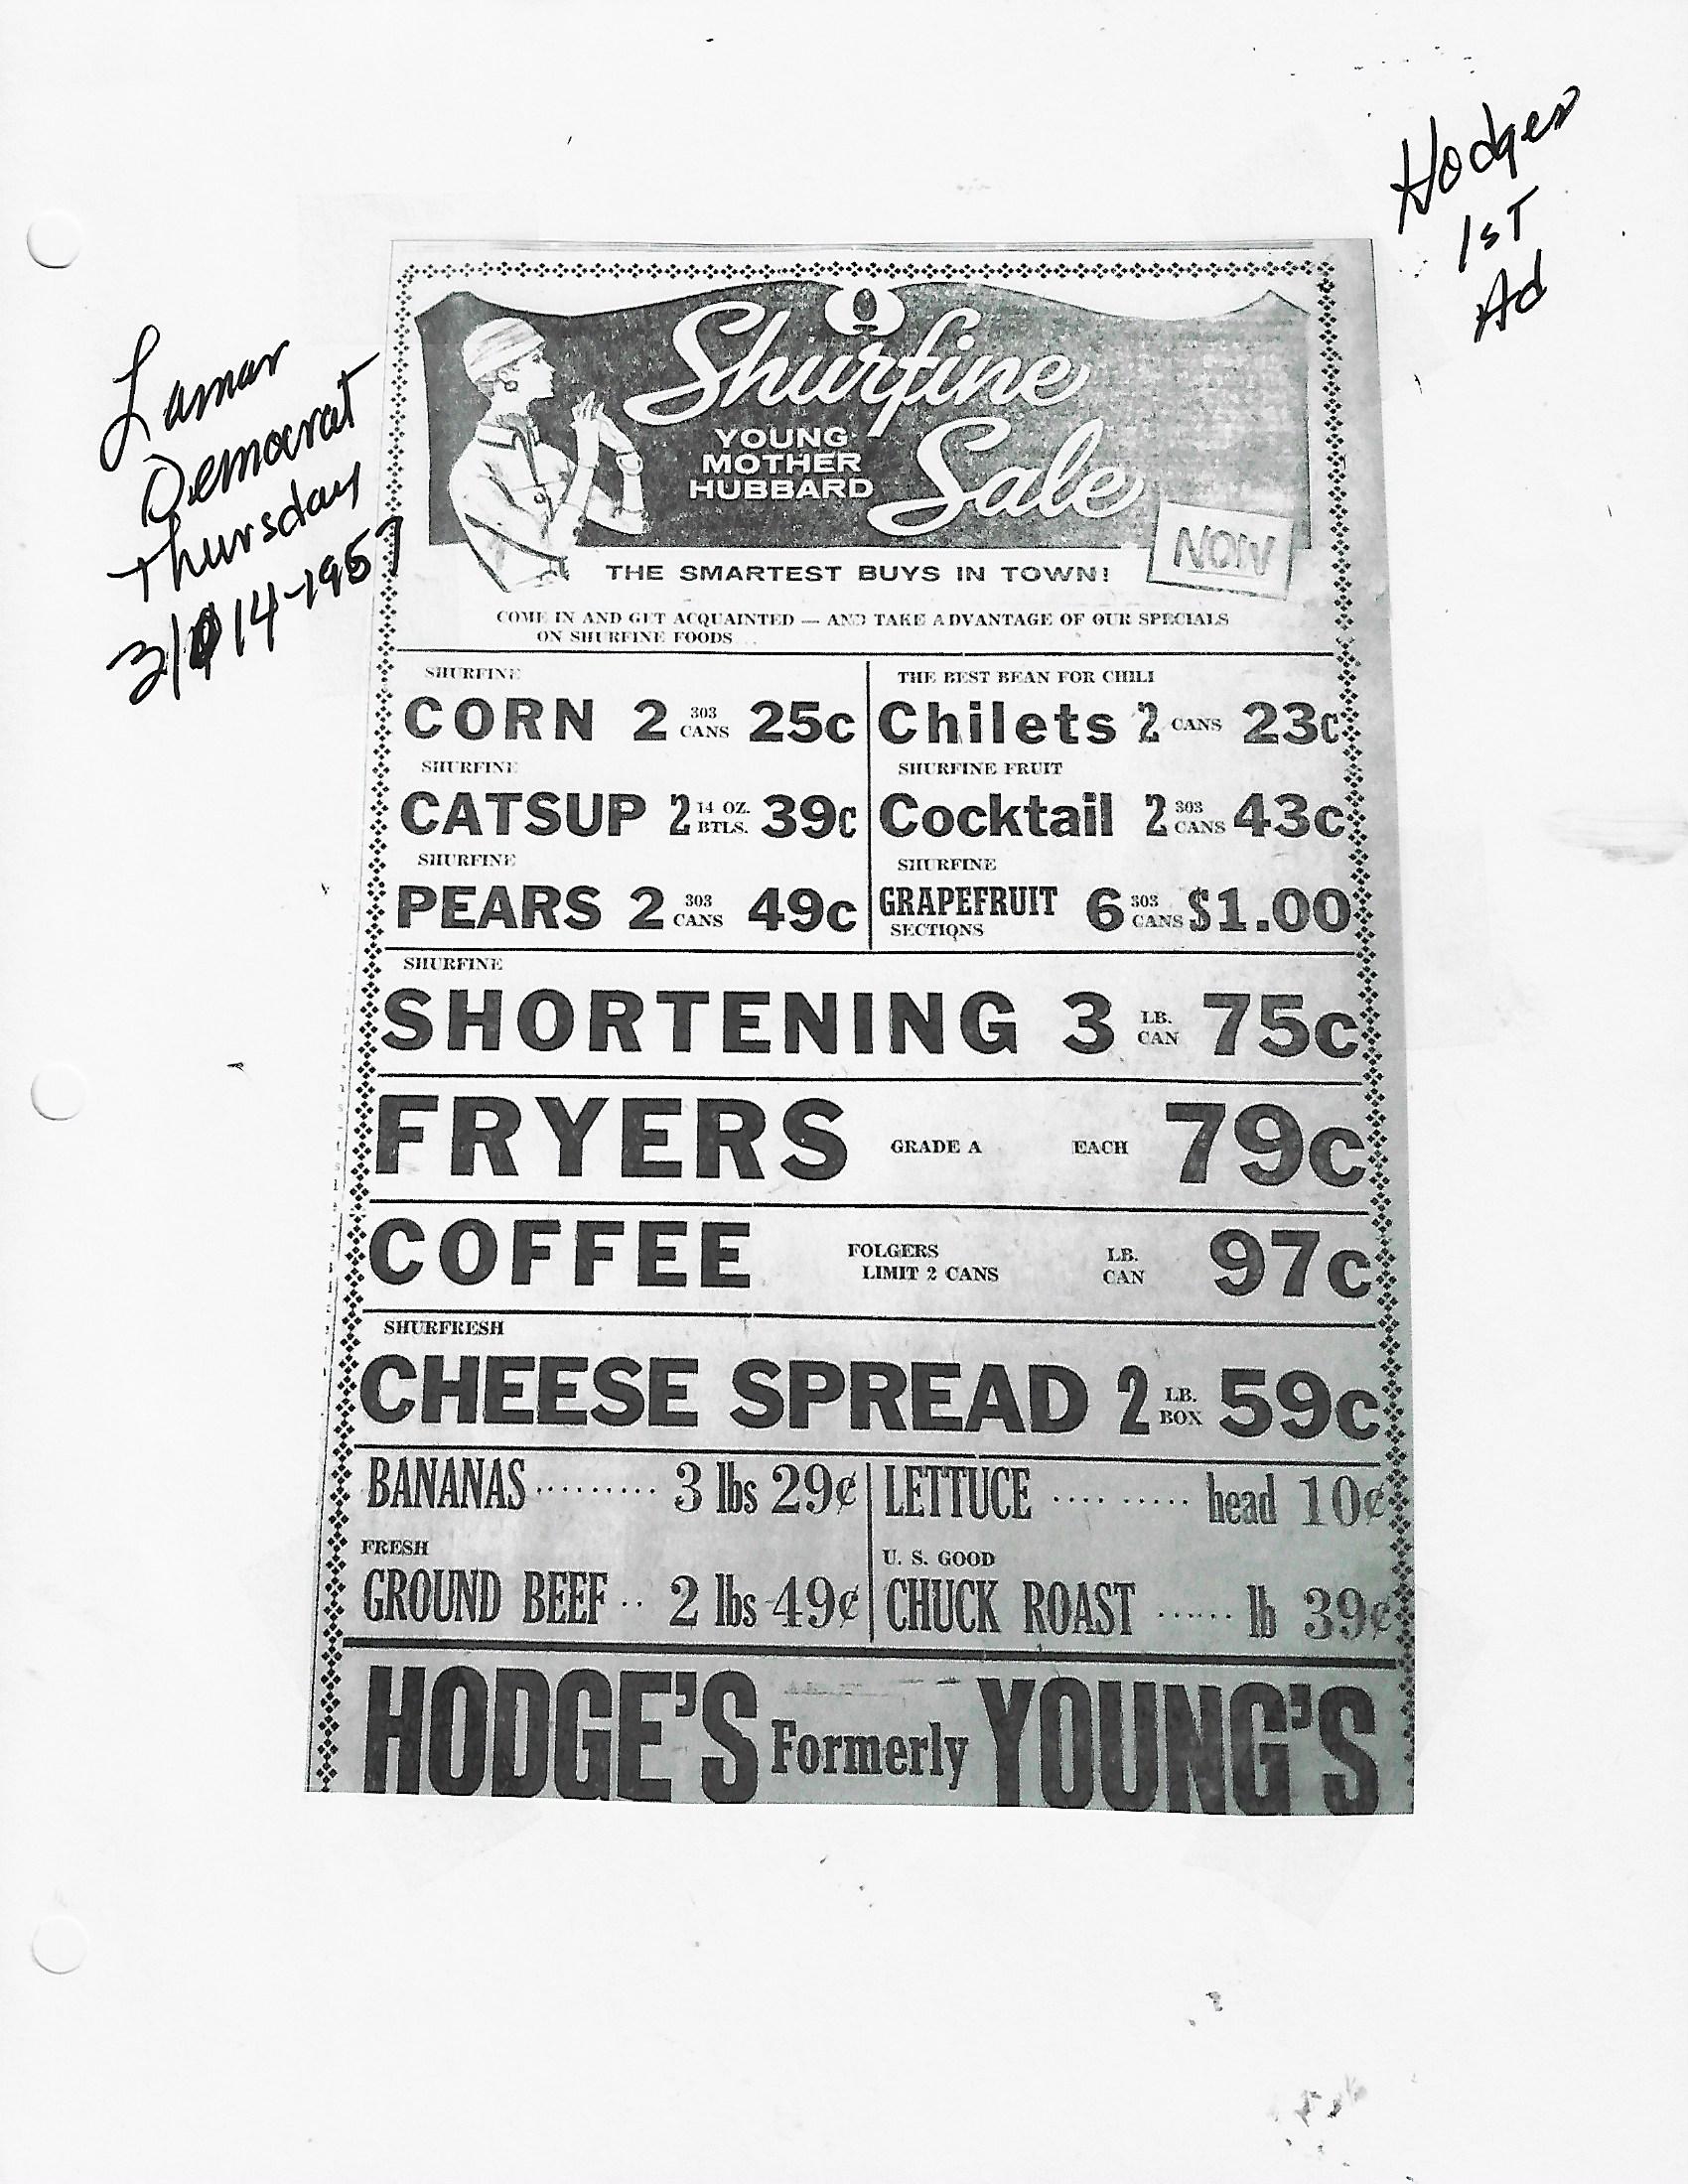 Hodges
1st
Ad
Lamar
Democrat
Thursday
3/14-1957
Shurfine
Sale
YOUNG
MOTHER
HUBBARD
NOW
THE SMARTEST BUYS IN TOWN!
COME IN AND GET ACQUAINTED — AND TAKE ADVANTAGE OF OUR SPECIALS
ON SHURFINE FOODS
SHURFINE
CORN 2 303 CANS 25c
THE BEST BEAN FOR CHILI
Chilets 2 CANS 23c
SHURFINE
CATSUP 2 14 OZ. BTLS. 39c
SHURFINE FRUIT
Cocktail 2 303 CANS 43c
SHURFINE
PEARS 2 303 CANS 49c
SHURFINE
GRAPEFRUIT SECTIONS 6 303 CANS $1.00
SHURFINE
SHORTENING 3 LB. CAN 75c
FRYERS GRADE A EACH 79c
COFFEE FOLGERS LIMIT 2 CANS LB. CAN 97c
SHURFRESH
CHEESE SPREAD 2 LB. BOX 59c
BANANAS ......... 3 lbs 29¢
LETTUCE .... ..... head 10¢
FRESH
GROUND BEEF .. 2 lbs 49¢
U. S. GOOD
CHUCK ROAST ...... lb 39¢
HODGE'S Formerly YOUNG'S